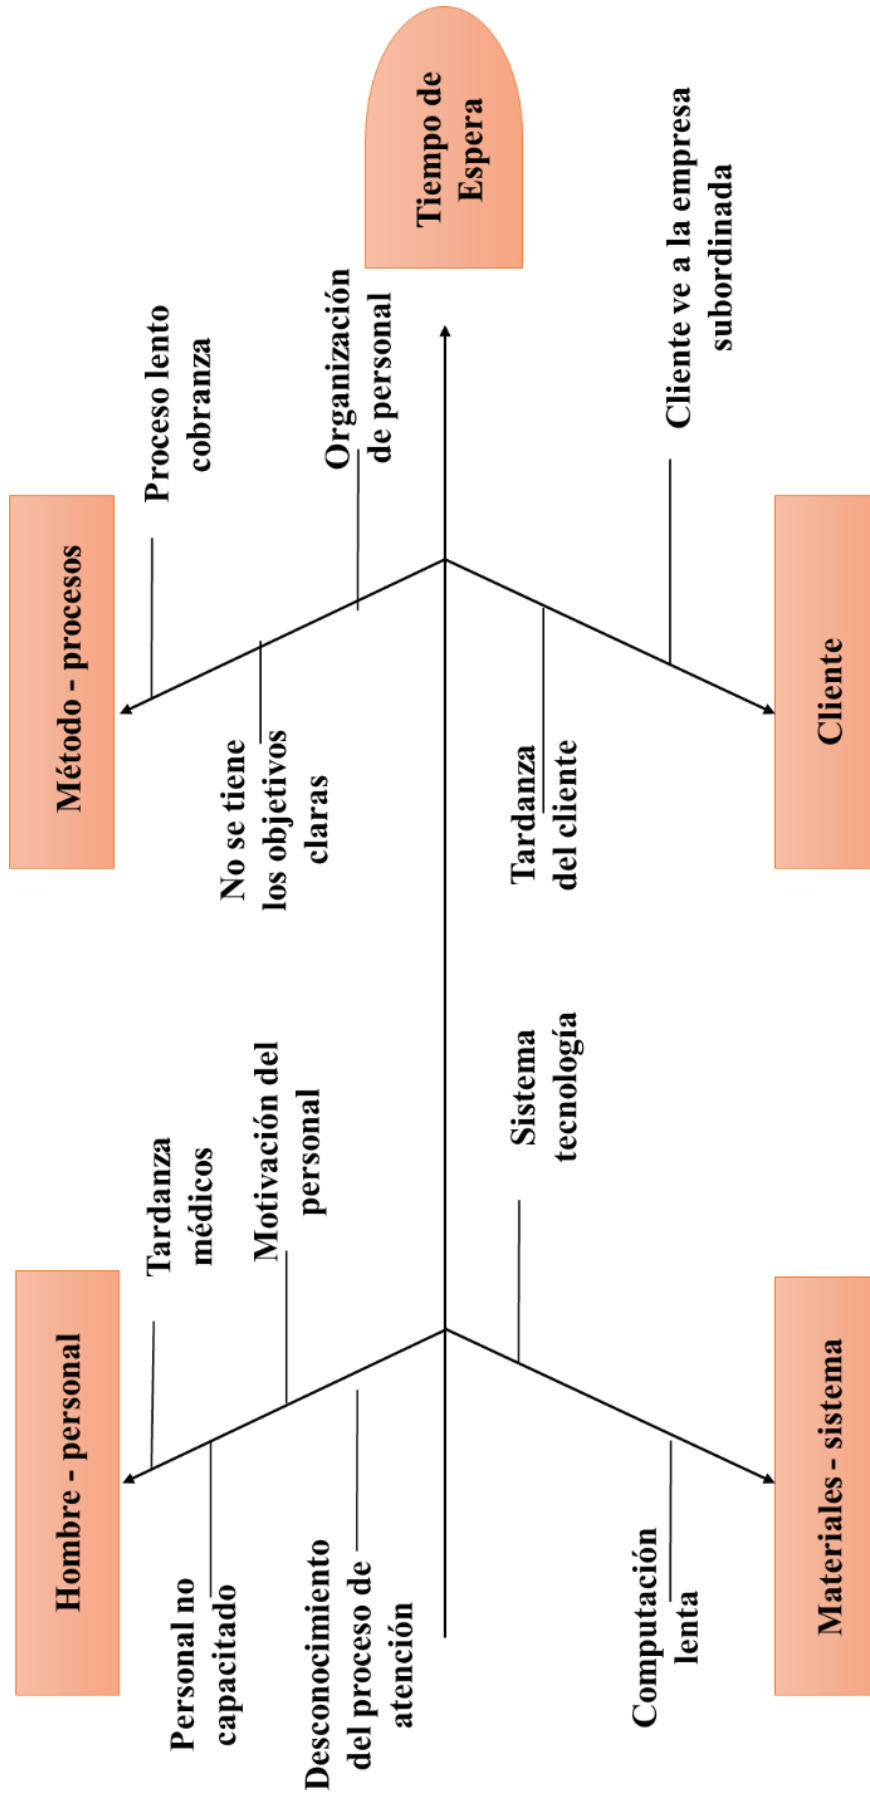 Hombre - personal
Método - procesos
Tardanza
médicos
Personal no
capacitado
Motivación del
personal
Desconocimiento
del proceso de
atención
Proceso lento
cobranza
No se tiene
los objetivos
claras
Organización
de personal
Tiempo de
Espera
Sistema
tecnología
Computación
lenta
Tardanza
del cliente
Cliente ve a la empresa
subordinada
Materiales - sistema
Cliente